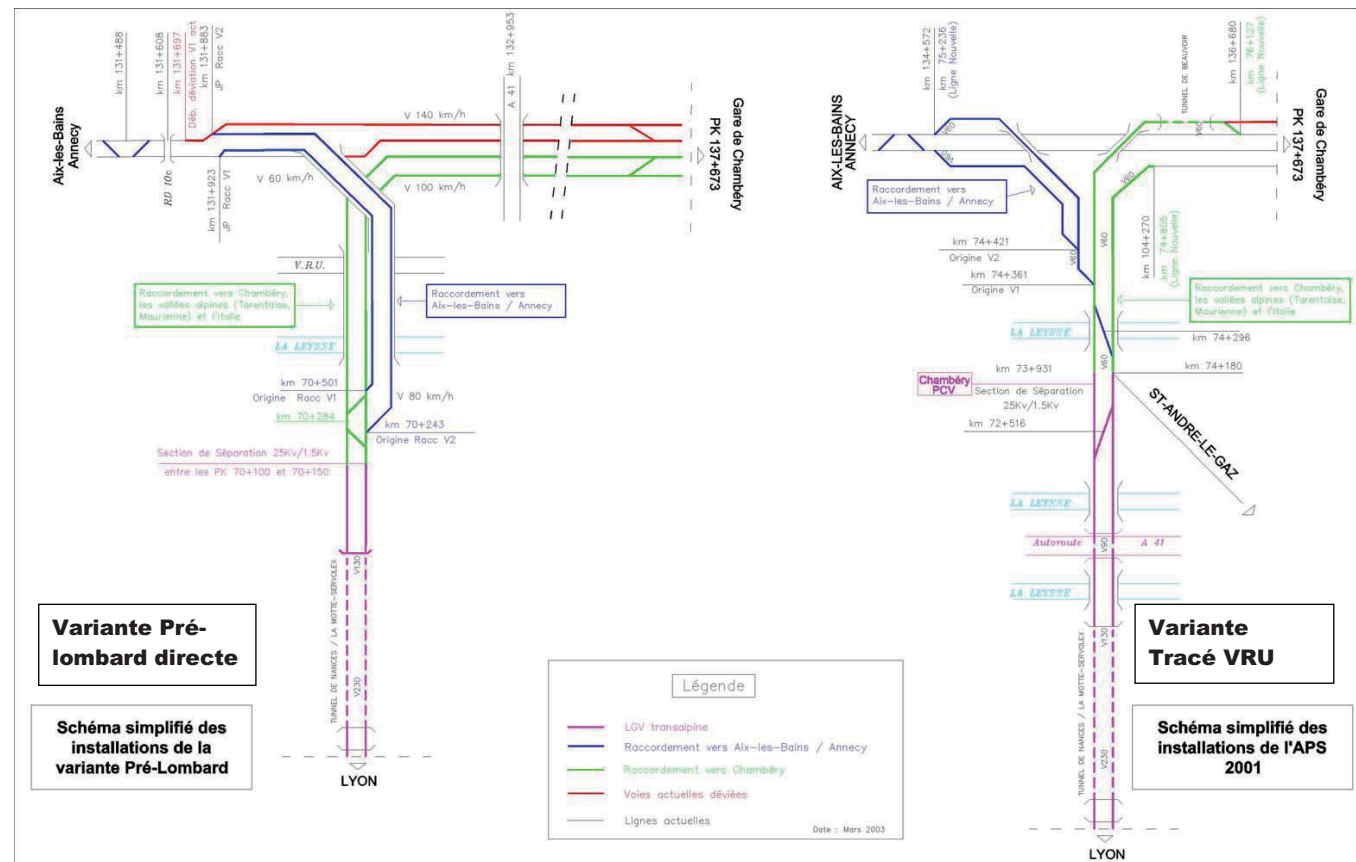 km 131+488
km 131+608
km 131+697
Déb. déviation V1 act
km 131+883
JP Racc V2
A 41 km 132+953
V 140 km/h
Aix-les-Bains
Annecy
RD 10c
km 131+923
JP Racc V1
V 60 km/h
V 100 km/h
Gare de Chambéry
PK 137+673
V.R.U.
Raccordement vers Chambéry,
les vallées alpines (Tarentaise,
Maurienne) et l'Italie
Raccordement vers
Aix-les-Bains / Annecy
LA LEYSSE
km 70+501
Origine Racc V1
V 80 km/h
km 70+284
km 70+243
Origine Racc V2
Section de Séparation 25Kv/1.5Kv
entre les PK 70+100 et 70+150
V130
TUNNEL DE NANCES / LA MOTTE-SERVOLEX
V230
LYON
Variante Pré-
lombard directe
Schéma simplifié des
installations de la
variante Pré-Lombard
Légende
LGV transalpine
Raccordement vers Aix-les-Bains / Annecy
Raccordement vers Chambéry
Voies actuelles déviées
Lignes actuelles
Date : Mars 2003
km 134+572
km 75+236
(Ligne Nouvelle)
TUNNEL DE BEAUVOIR
km 136+680
km 76+127
(Ligne Nouvelle)
AIX-LES-BAINS
ANNECY
V60
V60
V60
V60
Gare de Chambéry
PK 137+673
Raccordement vers
Aix-les-Bains / Annecy
km 74+421
Origine V2
V60
V60
km 74+361
Origine V1
km 104+270
km 74+805
(Ligne Nouvelle)
Raccordement vers Chambéry,
les vallées alpines (Tarentaise,
Maurienne) et l'Italie
LA LEYSSE
km 74+296
V60
km 73+931
km 74+180
Chambéry
PCV
Section de Séparation
25Kv/1.5Kv
km 72+516
ST-ANDRE-LE-GAZ
LA LEYSSE
Autoroute A 41
V90
LA LEYSSE
V130
TUNNEL DE NANCES / LA MOTTE-SERVOLEX
V230
LYON
Variante
Tracé VRU
Schéma simplifié des
installations de l'APS
2001